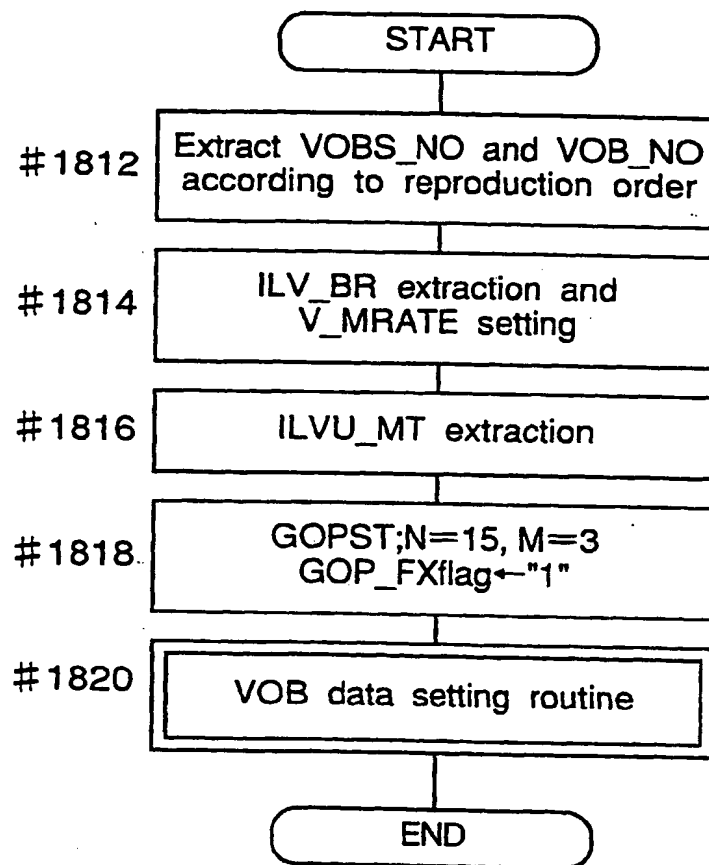 START
#1812
Extract VOBS_NO and VOB_NO
according to reproduction order
#1814
ILV_BR extraction and
V_MRATE setting
#1816
ILVU_MT extraction
#1818
GOPST;N=15, M=3
GOP_FXflag←"1"
#1820
VOB data setting routine
END